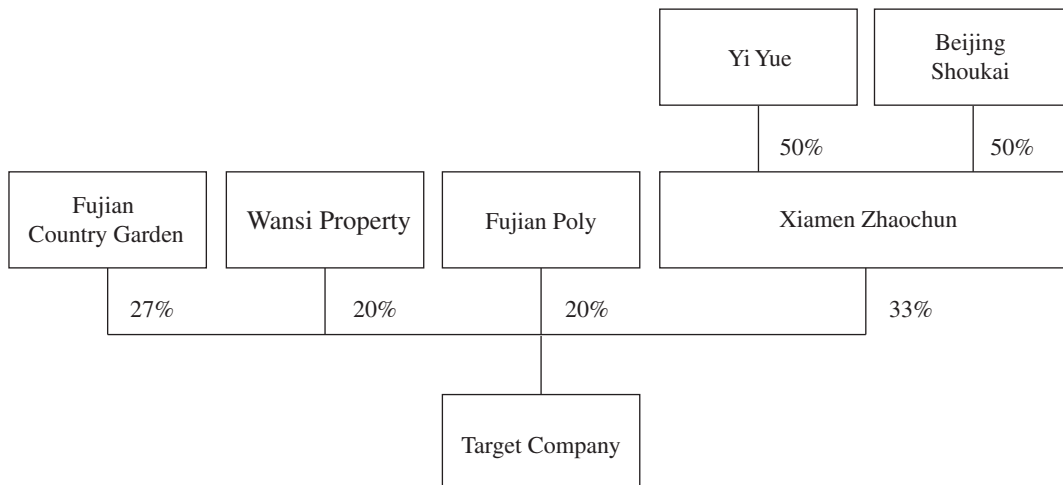 Yi Yue
Beijing
Shoukai
50%
50%
Fujian
Country Garden
Wansi Property
Fujian Poly
Xiamen Zhaochun
27%
20%
20%
33%
Target Company